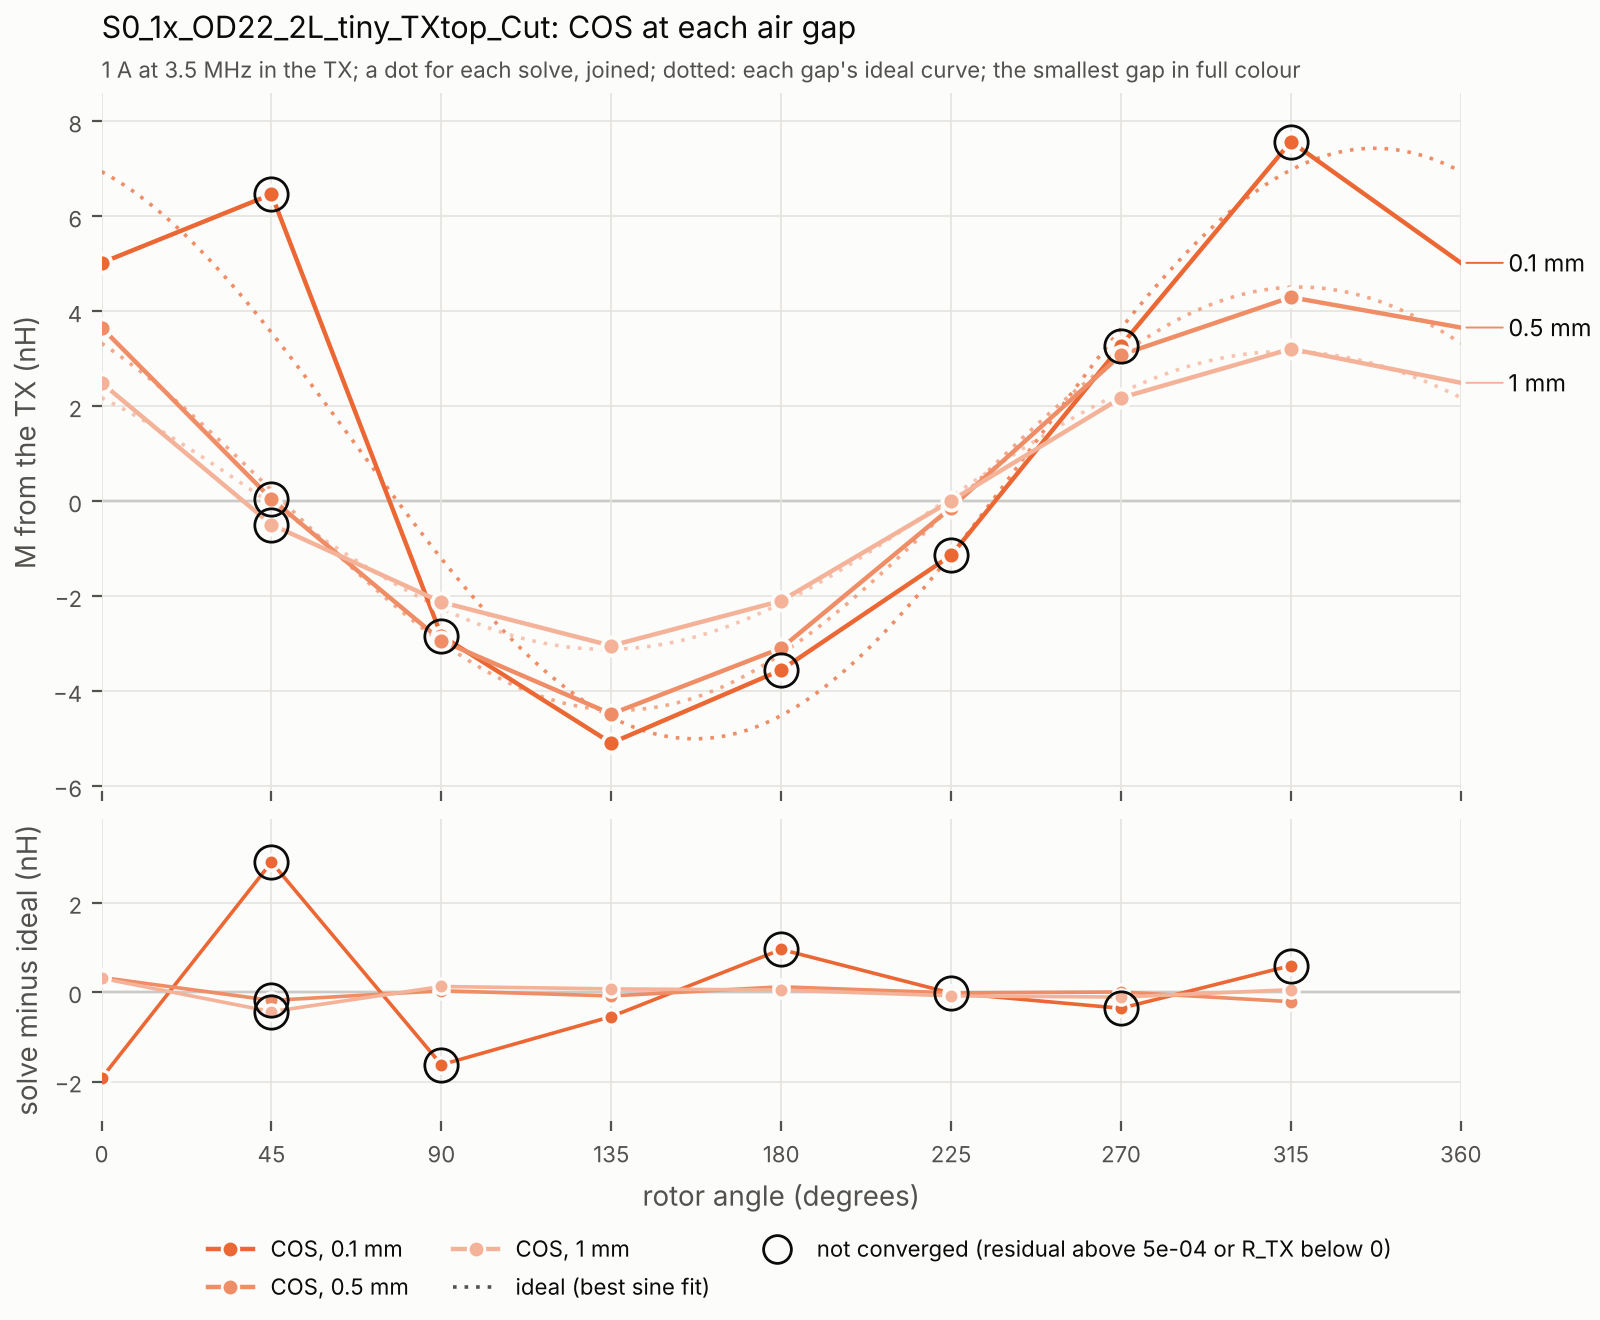 S0_1x_OD22_2L_tiny_TXtop_Cut: COS at each air gap
1 A at 3.5 MHz in the TX; a dot for each solve, joined; dotted: each gap's ideal curve; the smallest gap in full colour
M from the TX (nH)
8
6
4
2
0
−2
−4
−6
0.1 mm
0.5 mm
1 mm
solve minus ideal (nH)
2
0
−2
0 45 90 135 180 225 270 315 360
rotor angle (degrees)
COS, 0.1 mm COS, 1 mm not converged (residual above 5e-04 or R_TX below 0)
COS, 0.5 mm ideal (best sine fit)